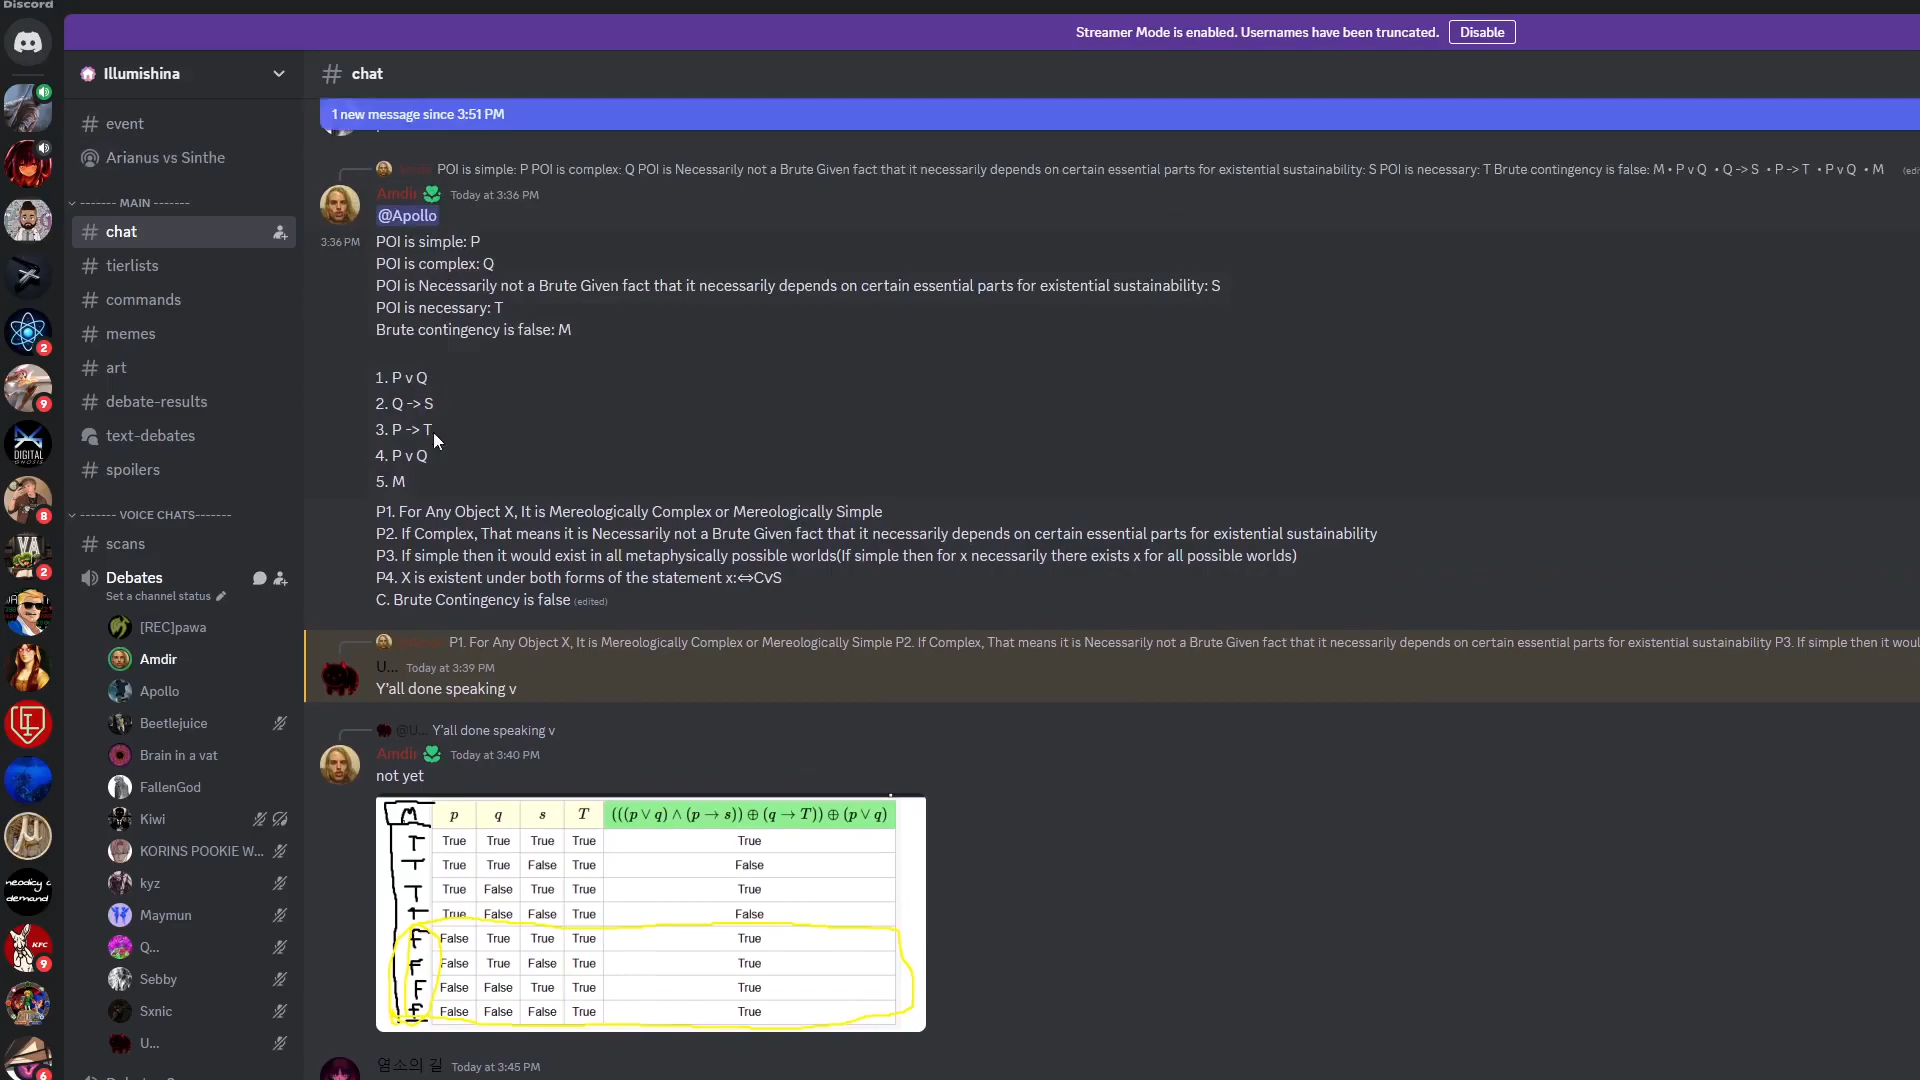 Discord
Streamer Mode is enabled. Usernames have been truncated.
Disable
Illumishina
# chat
1 new message since 3:51 PM
# event
Arianus vs Sinthe
------- MAIN -------
# chat
# tierlists
# commands
# memes
# art
# debate-results
text-debates
# spoilers
------- VOICE CHATS-------
# scans
Debates
Set a channel status
[REC]pawa
Amdir
Apollo
Beetlejuice
Brain in a vat
FallenGod
Kiwi
KORINS POOKIE W...
kyz
Maymun
Q...
Sebby
Sxnic
U...
POI is simple: P POI is complex: Q POI is Necessarily not a Brute Given fact that it necessarily depends on certain essential parts for existential sustainability: S POI is necessary: T Brute contingency is false: M • P v Q • Q -> S • P -> T • P v Q • M (edi
Amdir Today at 3:36 PM
@Apollo
3:36 PM POI is simple: P
POI is complex: Q
POI is Necessarily not a Brute Given fact that it necessarily depends on certain essential parts for existential sustainability: S
POI is necessary: T
Brute contingency is false: M
1. P v Q
2. Q -> S
3. P -> T
4. P v Q
5. M
P1. For Any Object X, It is Mereologically Complex or Mereologically Simple
P2. If Complex, That means it is Necessarily not a Brute Given fact that it necessarily depends on certain essential parts for existential sustainability
P3. If simple then it would exist in all metaphysically possible worlds(If simple then for x necessarily there exists x for all possible worlds)
P4. X is existent under both forms of the statement x:⇔CvS
C. Brute Contingency is false (edited)
P1. For Any Object X, It is Mereologically Complex or Mereologically Simple P2. If Complex, That means it is Necessarily not a Brute Given fact that it necessarily depends on certain essential parts for existential sustainability P3. If simple then it woul
U... Today at 3:39 PM
Y'all done speaking v
@U... Y'all done speaking v
Amdir Today at 3:40 PM
not yet
M p q s T (((p ∨ q) ∧ (p → s)) ⊕ (q → T)) ⊕ (p ∨ q)
T True True True True True
T True True False True False
T True False True True True
T True False False True False
F False True True True True
F False True False True True
F False False True True True
F False False False True True
염소의 길 Today at 3:45 PM
DIGITAL
GNOSIS
VA
KFC
neodicy
demand
2
9
8
2
9
6